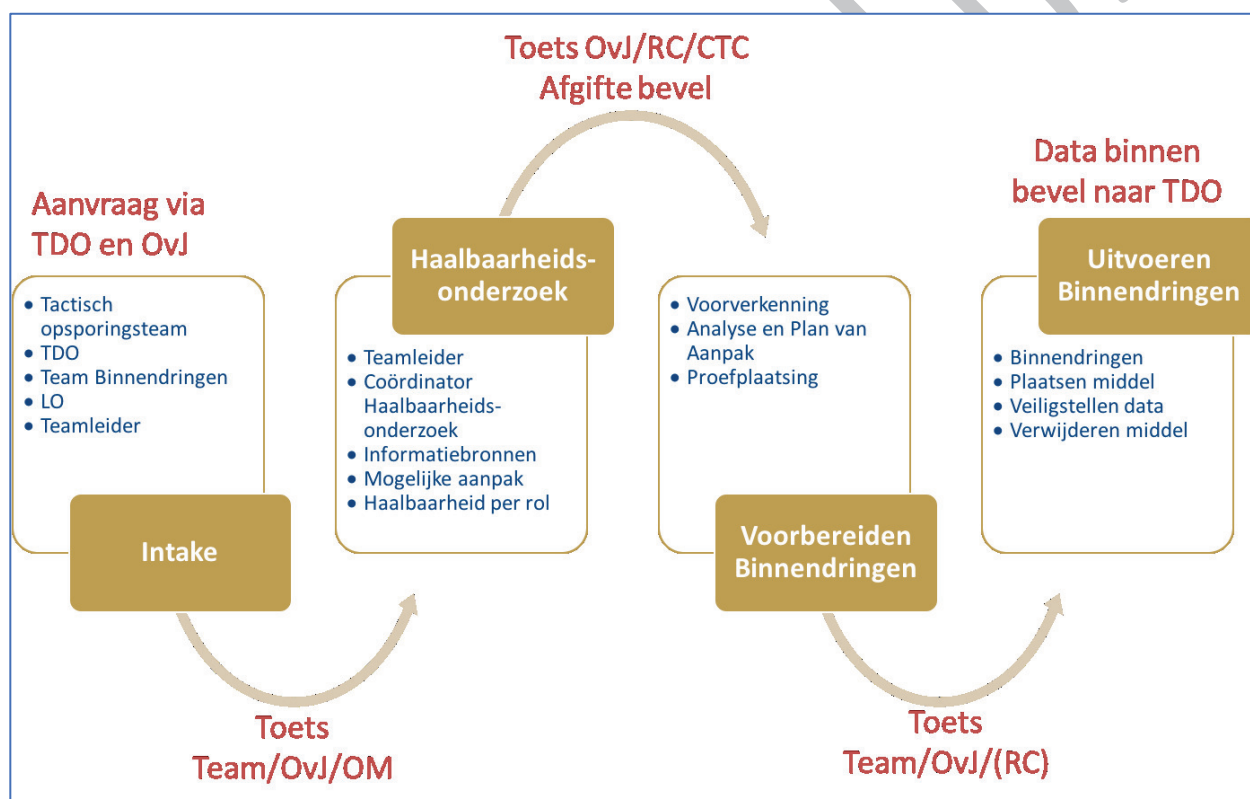 Toets OvJ/RC/CTC
Afgifte bevel
Aanvraag via
TDO en OvJ
• Tactisch
opsporingsteam
• TDO
• Team Binnendringen
• LO
• Teamleider
Intake
Toets
Team/OvJ/OM
Haalbaarheids-
onderzoek
• Teamleider
• Coördinator
Haalbaarheids-
onderzoek
• Informatiebronnen
• Mogelijke aanpak
• Haalbaarheid per rol
• Voorverkenning
• Analyse en Plan van
Aanpak
• Proefplaatsing
Voorbereiden
Binnendringen
Toets
Team/OvJ/(RC)
Data binnen
bevel naar TDO
Uitvoeren
Binnendringen
• Binnendringen
• Plaatsen middel
• Veiligstellen data
• Verwijderen middel